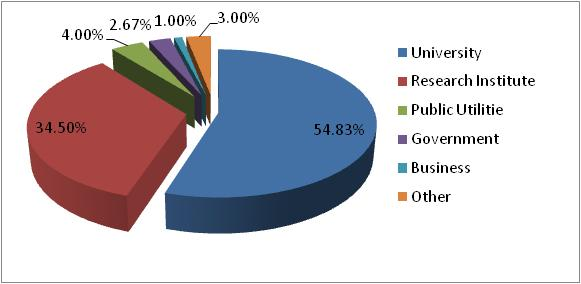 2.67%
1.00%
3.00%
4.00%
34.50%
54.83%
University
Research Institute
Public Utilitie
Government
Business
Other